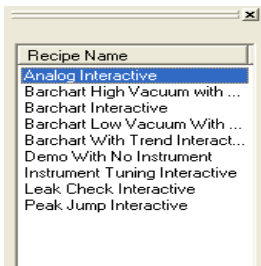 Recipe Name
Analog Interactive
Barchart High Vacuum with ...
Barchart Interactive
Barchart Low Vacuum With ...
Barchart With Trend Interact...
Demo With No Instrument
Instrument Tuning Interactive
Leak Check Interactive
Peak Jump Interactive